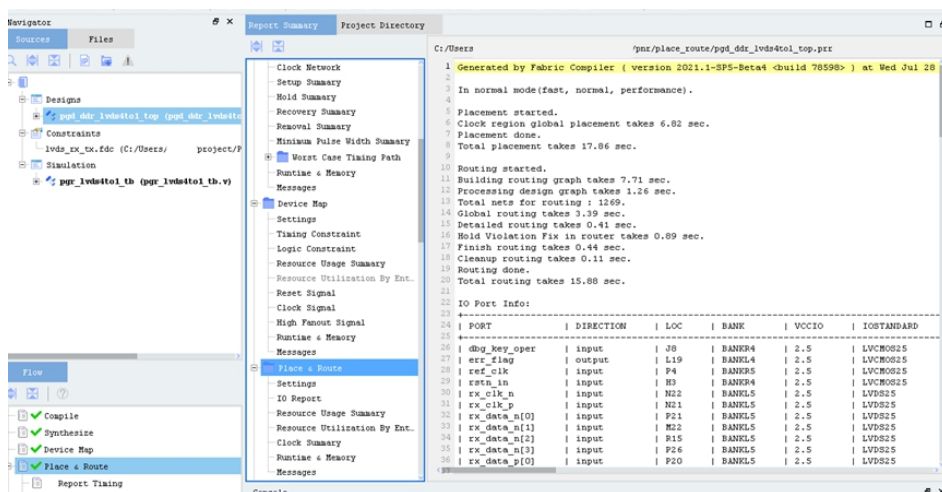 Navigator
Sources
Files
Designs
pgd_ddr_lvds4to1_top (pgd_ddr_lvds4to
Constraints
lvds_rx_tx.fdc (C:/Users/ project/P
Simulation
pgr_lvds4to1_tb (pgr_lvds4to1_tb.v)
Flow
Compile
Synthesize
Device Map
Place & Route
Report Timing
Report Summary
Project Directory
Clock Network
Setup Summary
Hold Summary
Recovery Summary
Removal Summary
Minimum Pulse Width Summary
Worst Case Timing Path
Runtime & Memory
Messages
Device Map
Settings
Timing Constraint
Logic Constraint
Resource Usage Summary
Resource Utilization By Ent..
Reset Signal
Clock Signal
High Fanout Signal
Runtime & Memory
Messages
Place & Route
Settings
IO Report
Resource Usage Summary
Resource Utilization By Ent..
Clock Summary
Runtime & Memory
Messages
C:/Users /pnr/place_route/pgd_ddr_lvds4to1_top.prr
1 Generated by Fabric Compiler ( version 2021.1-SP5-Beta4 <build 78598> ) at Wed Jul 28
2
3 In normal mode(fast, normal, performance).
4
5 Placement started.
6 Clock region global placement takes 6.82 sec.
7 Placement done.
8 Total placement takes 17.86 sec.
9
10 Routing started.
11 Building routing graph takes 7.71 sec.
12 Processing design graph takes 1.26 sec.
13 Total nets for routing : 1269.
14 Global routing takes 3.39 sec.
15 Detailed routing takes 0.41 sec.
16 Hold Violation Fix in router takes 0.89 sec.
17 Finish routing takes 0.44 sec.
18 Cleanup routing takes 0.11 sec.
19 Routing done.
20 Total routing takes 15.88 sec.
21
22 IO Port Info:
23
24 | PORT | DIRECTION | LOC | BANK | VCCIO | IOSTANDARD
25
26 | dbg_key_oper | input | J8 | BANKR4 | 2.5 | LVCMOS25
27 | err_flag | output | L19 | BANKL4 | 2.5 | LVCMOS25
28 | ref_clk | input | P4 | BANKR5 | 2.5 | LVCMOS25
29 | rstn_in | input | H3 | BANKR4 | 2.5 | LVCMOS25
30 | rx_clk_n | input | N22 | BANKL5 | 2.5 | LVDS25
31 | rx_clk_p | input | N21 | BANKL5 | 2.5 | LVDS25
32 | rx_data_n[0] | input | P21 | BANKL5 | 2.5 | LVDS25
33 | rx_data_n[1] | input | M22 | BANKL5 | 2.5 | LVDS25
34 | rx_data_n[2] | input | R15 | BANKL5 | 2.5 | LVDS25
35 | rx_data_n[3] | input | P26 | BANKL5 | 2.5 | LVDS25
36 | rx_data_p[0] | input | P20 | BANKL5 | 2.5 | LVDS25